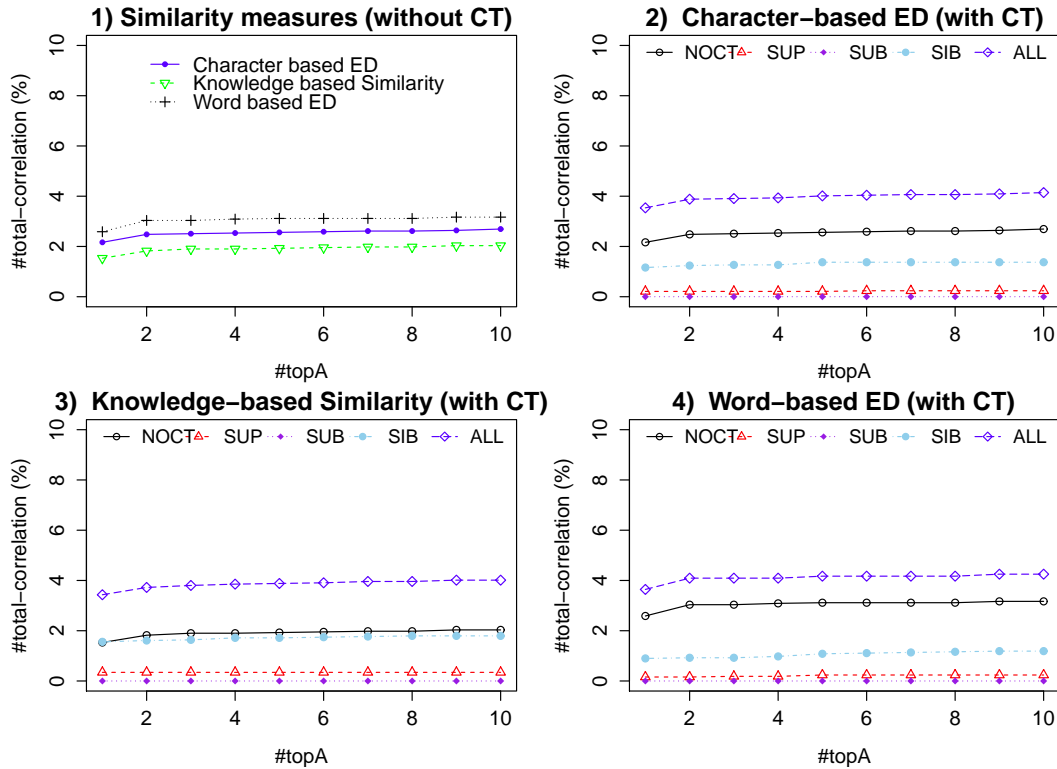 1) Similarity measures (without CT)
Character based ED
Knowledge based Similarity
Word based ED
#total−correlation (%)
10
8
6
4
2
0
2 4 6 8 10
#topA
2) Character−based ED (with CT)
NOCT SUP SUB SIB ALL
#total−correlation (%)
10
8
6
4
2
0
2 4 6 8 10
#topA
3) Knowledge−based Similarity (with CT)
NOCT SUP SUB SIB ALL
#total−correlation (%)
10
8
6
4
2
0
2 4 6 8 10
#topA
4) Word−based ED (with CT)
NOCT SUP SUB SIB ALL
#total−correlation (%)
10
8
6
4
2
0
2 4 6 8 10
#topA